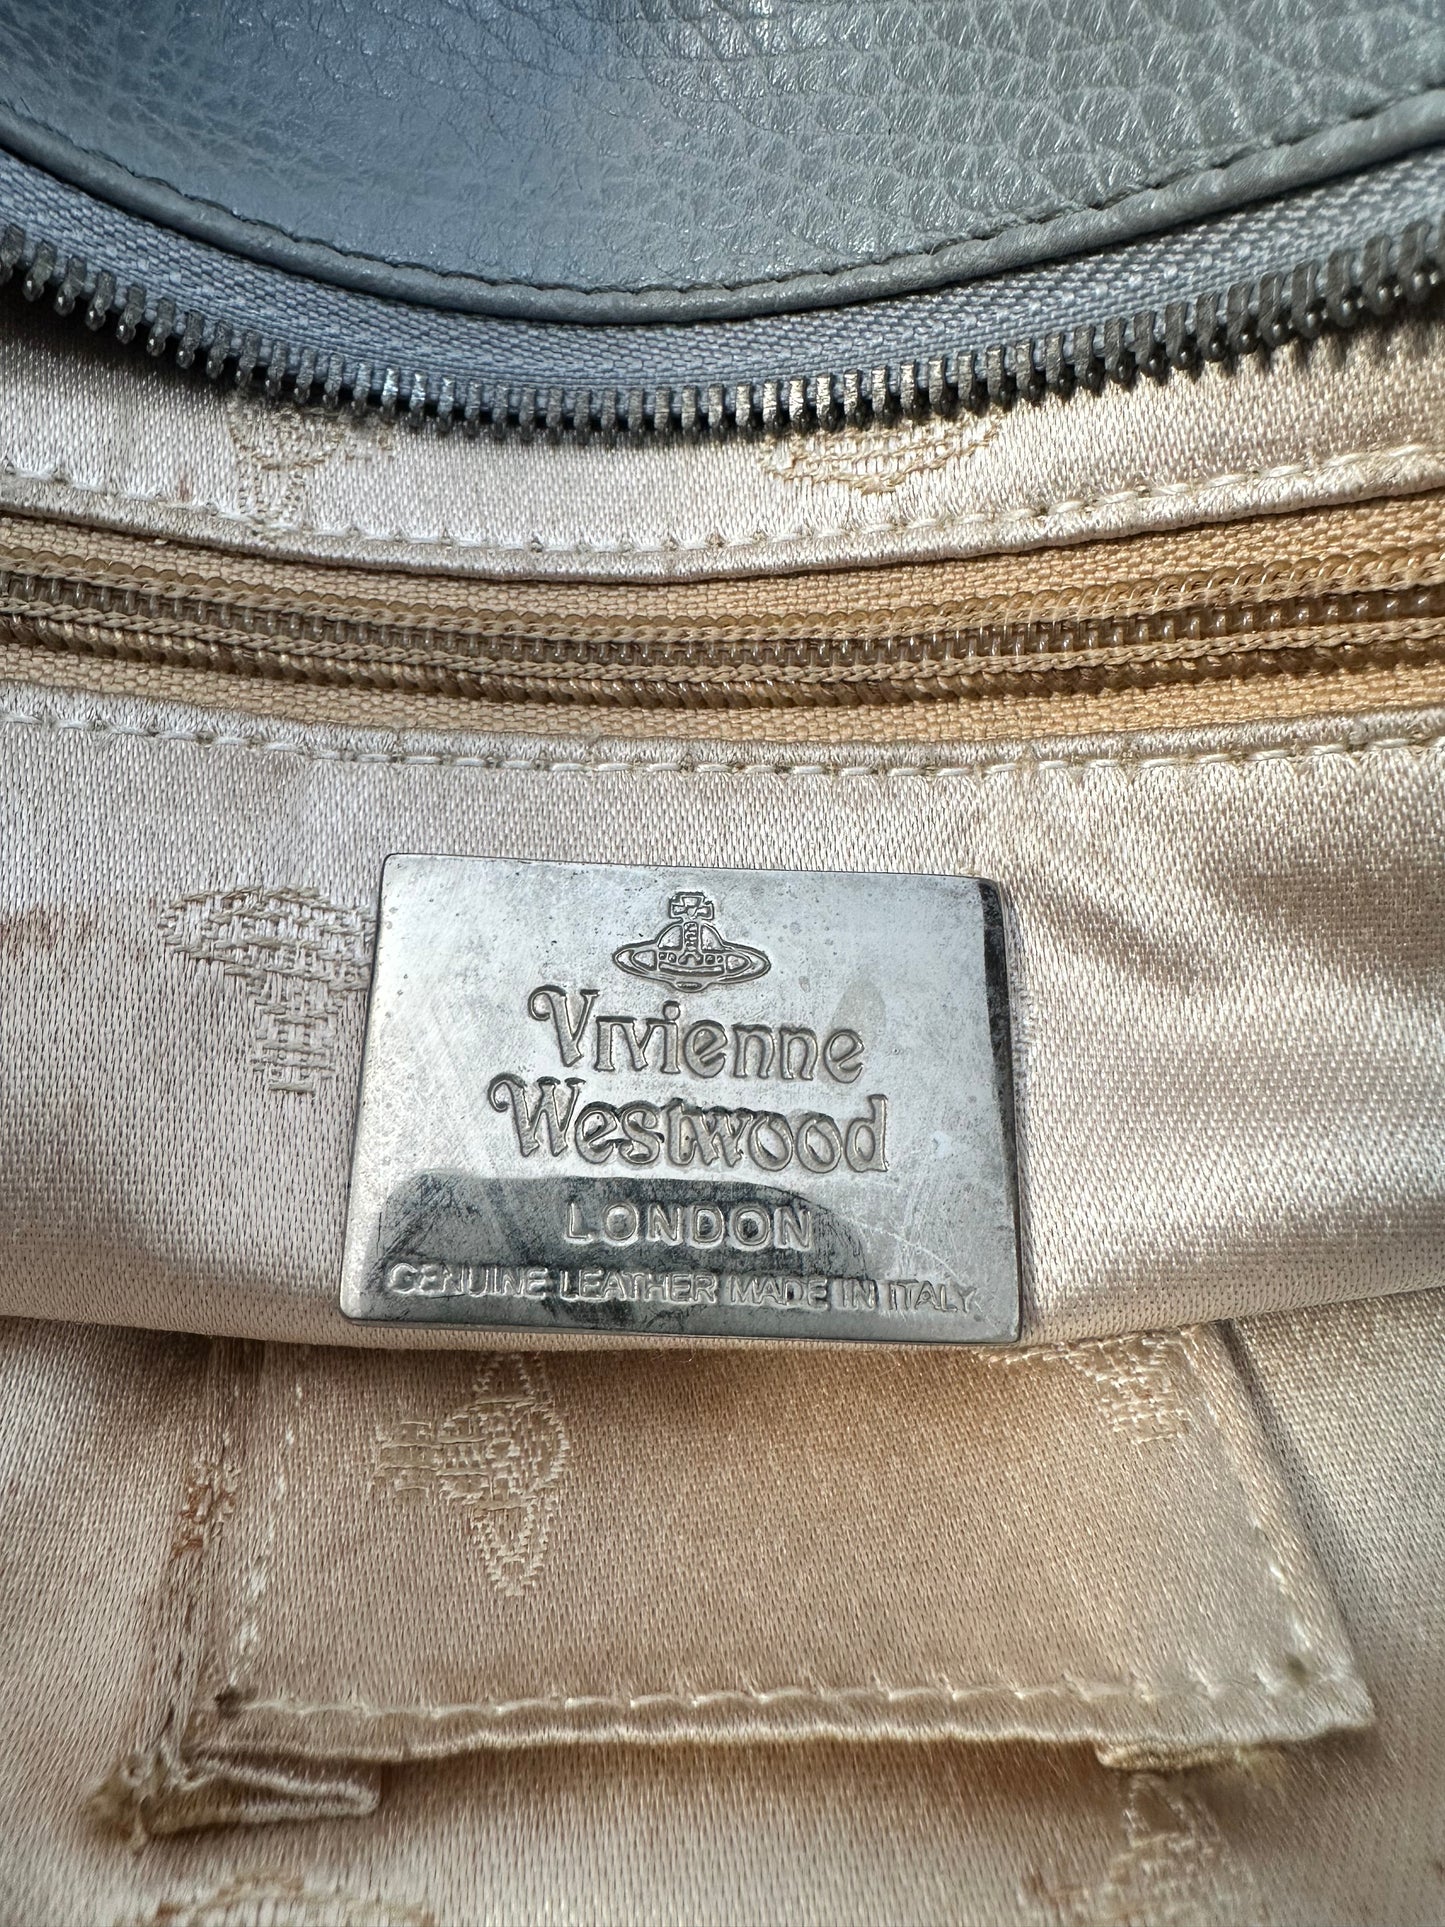 Vivienne
Westwood
LONDON
GENUINE LEATHER MADE IN ITALY